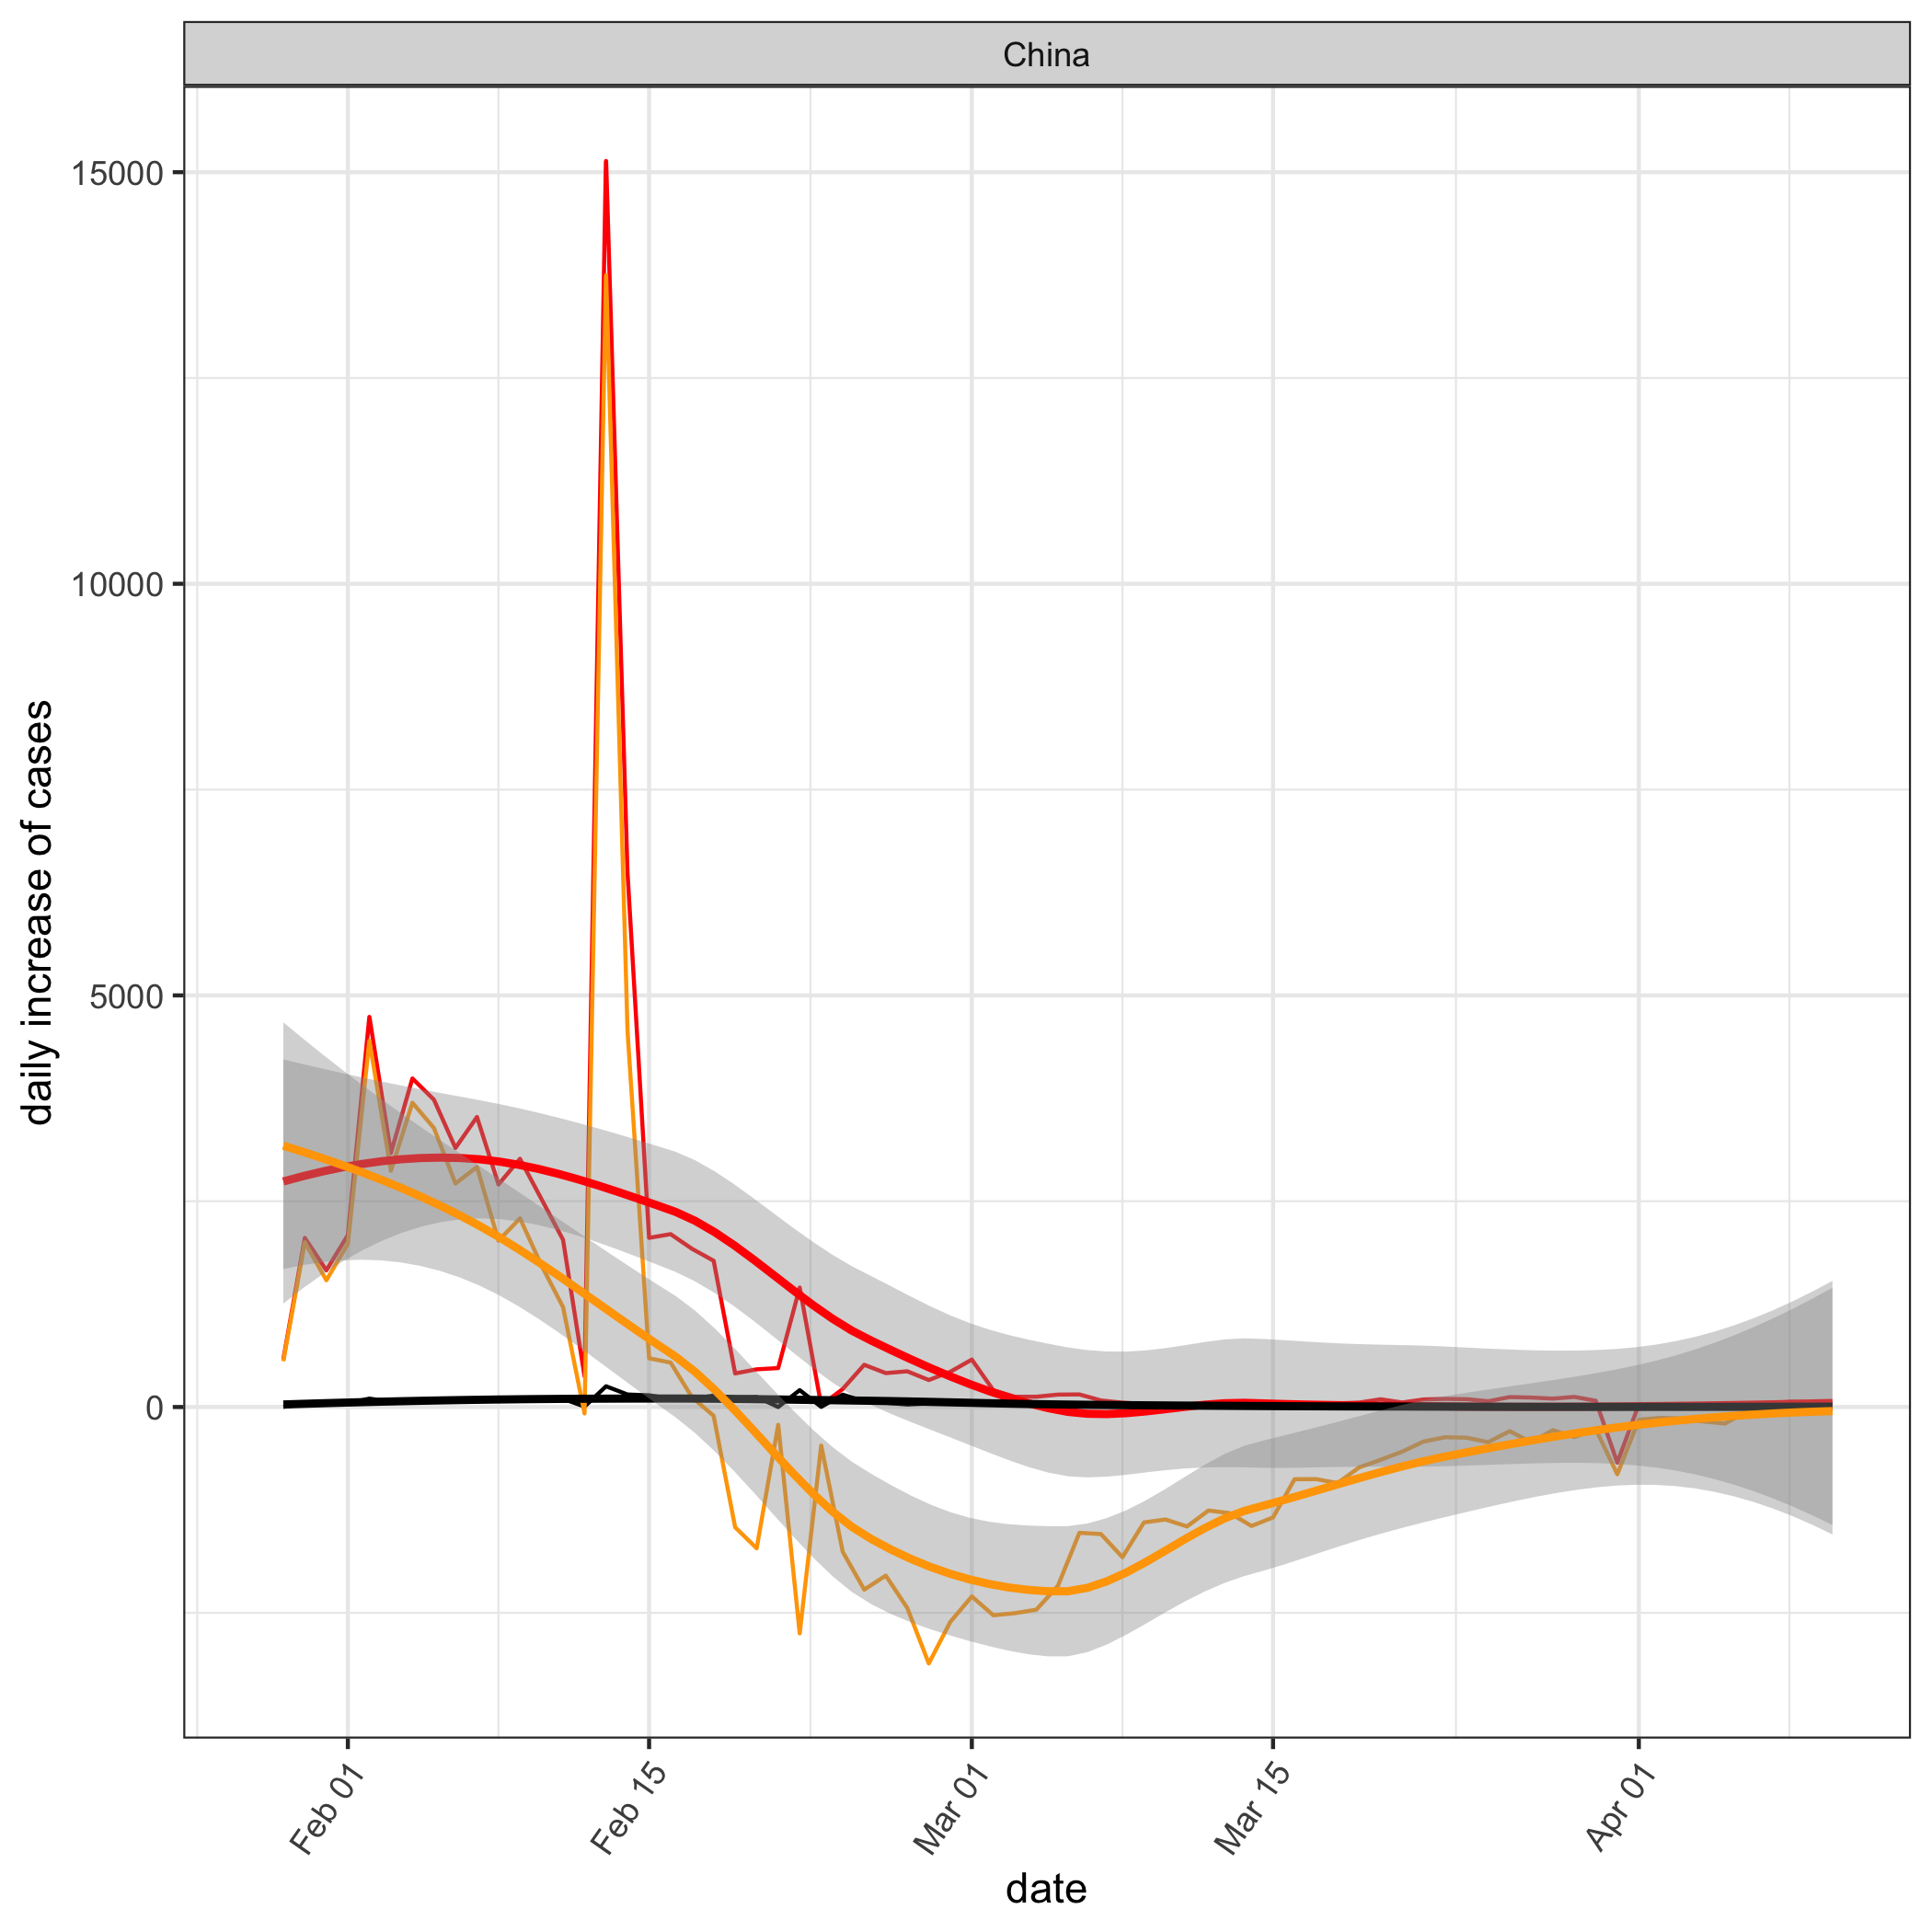 China
15000
10000
5000
0
daily increase of cases
Feb 01
Feb 15
Mar 01
Mar 15
Apr 01
date